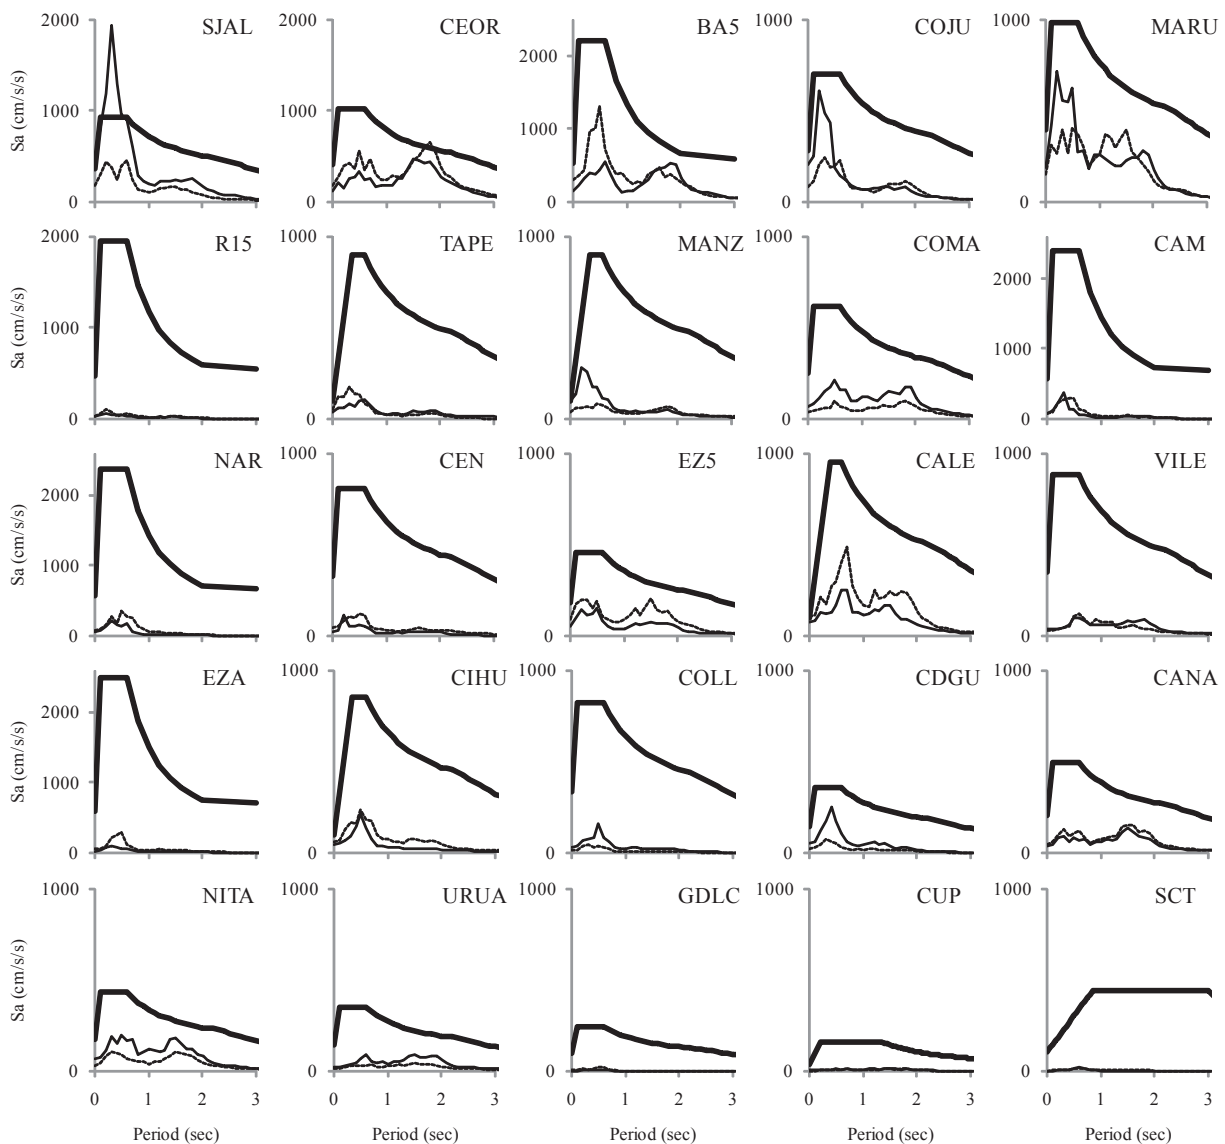 SJAL CEOR BA5 COJU MARU
2000 2000 2000 1000 1000
1000 1000 1000
0 0 0 0 0
Sa (cm/s/s)
R15 TAPE MANZ COMA CAM
2000 1000 1000 1000 2000
1000 1000
0 0 0 0 0
Sa (cm/s/s)
NAR CEN EZ5 CALE VILE
2000 1000 1000 1000 1000
1000
0 0 0 0 0
Sa (cm/s/s)
EZA CIHU COLL CDGU CANA
2000 1000 1000 1000 1000
1000
0 0 0 0 0
Sa (cm/s/s)
NITA URUA GDLC CUP SCT
1000 1000 1000 1000 1000
0 0 0 0 0
Sa (cm/s/s)
0 1 2 3 0 1 2 3 0 1 2 3 0 1 2 3 0 1 2 3
Period (sec) Period (sec) Period (sec) Period (sec) Period (sec)